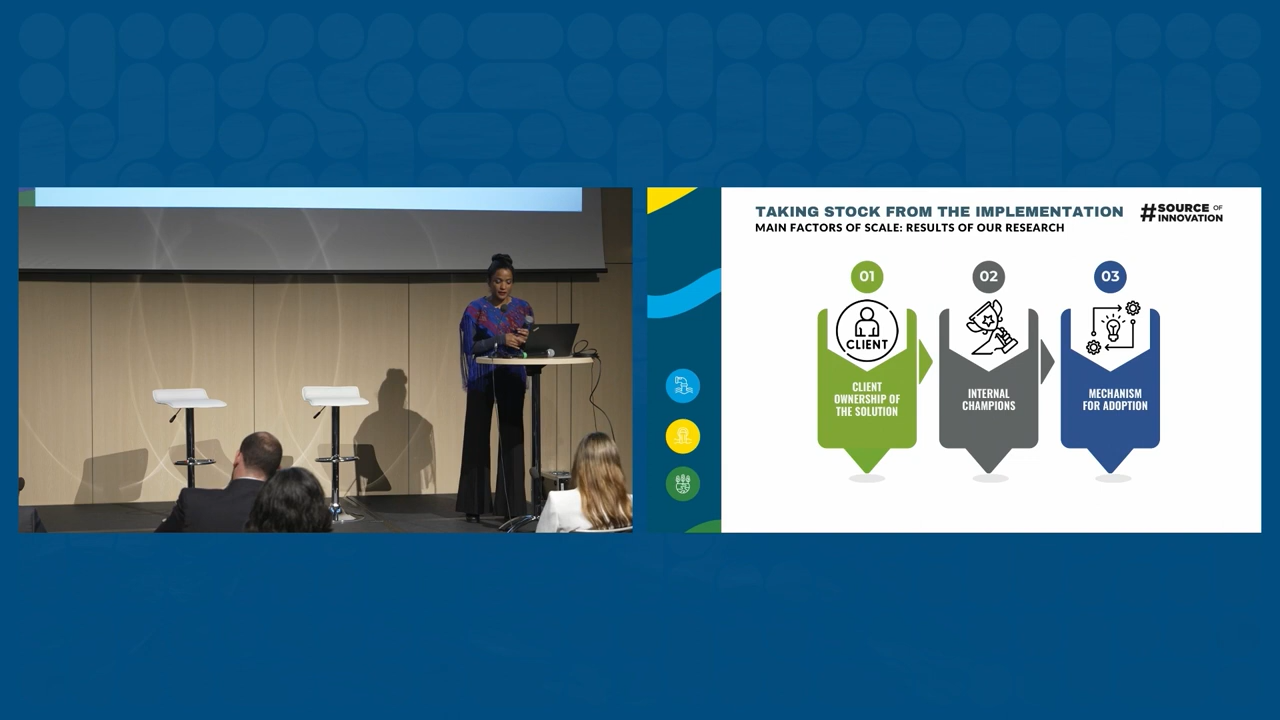 TAKING STOCK FROM THE IMPLEMENTATION
MAIN FACTORS OF SCALE: RESULTS OF OUR RESEARCH
#SOURCE OF
INNOVATION
01
02
03
CLIENT
CLIENT
OWNERSHIP OF
THE SOLUTION
INTERNAL
CHAMPIONS
MECHANISM
FOR ADOPTION